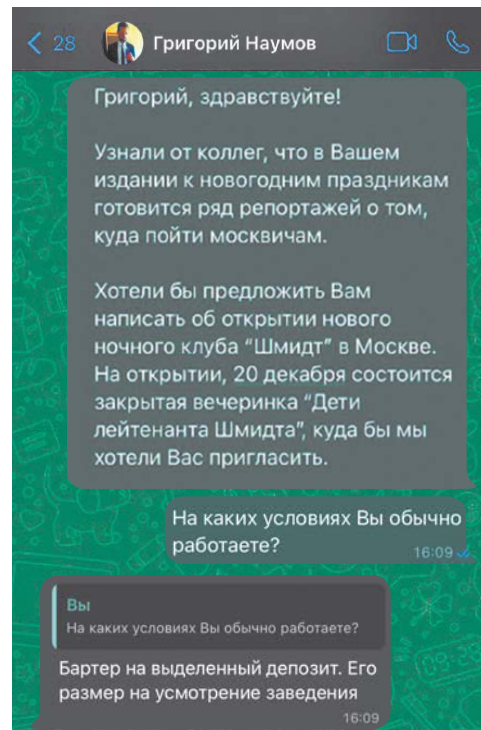 28
Григорий Наумов
Григорий, здравствуйте!
Узнали от коллег, что в Вашем
издании к новогодним праздникам
готовится ряд репортажей о том,
куда пойти москвичам.
Хотели бы предложить Вам
написать об открытии нового
ночного клуба “Шмидт” в Москве.
На открытии, 20 декабря состоится
закрытая вечеринка “Дети
лейтенанта Шмидта”, куда бы мы
хотели Вас пригласить.
На каких условиях Вы обычно
работаете?
16:09
Вы
На каких условиях Вы обычно работаете?
Бартер на выделенный депозит. Его
размер на усмотрение заведения
16:09